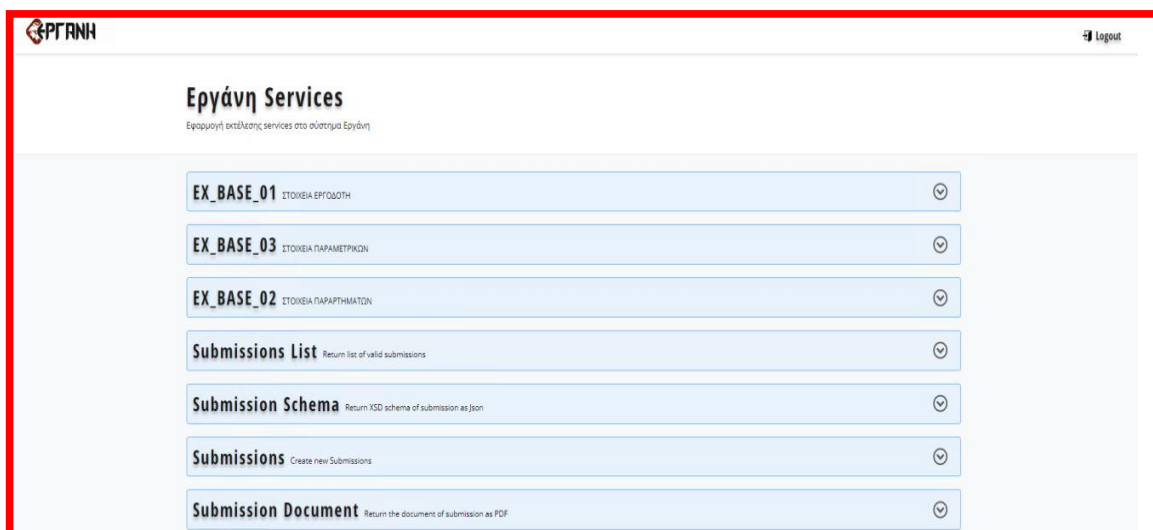 ΕΡΓΑΝΗ
Logout
Εργάνη Services
Εφαρμογή εκτέλεσης services στο σύστημα Εργάνη
EX_BASE_01 ΣΤΟΙΧΕΙΑ ΕΡΓΟΔΟΤΗ
EX_BASE_03 ΣΤΟΙΧΕΙΑ ΠΑΡΑΜΕΤΡΙΚΩΝ
EX_BASE_02 ΣΤΟΙΧΕΙΑ ΠΑΡΑΡΤΗΜΑΤΩΝ
Submissions List Return list of valid submissions
Submission Schema Return XSD schema of submission as Json
Submissions Create new Submissions
Submission Document Return the document of submission as PDF